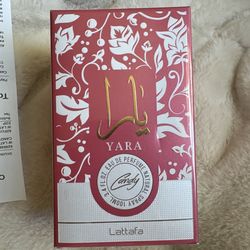 يارا
YARA
3.4 FL.OZ. EAU DE PERFUME NATURAL SPRAY 100ML
Candy
Lattafa